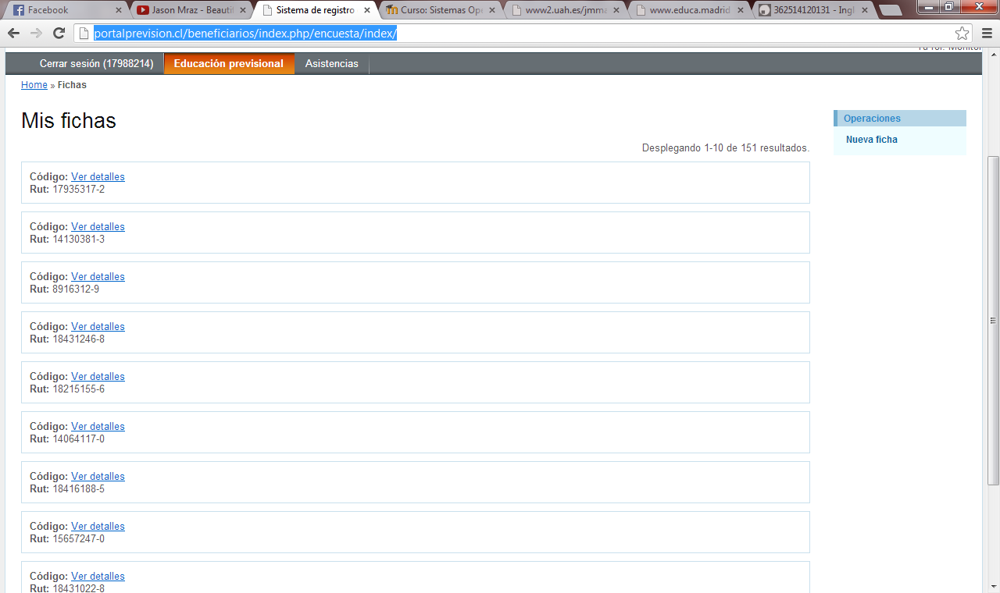 Facebook
Jason Mraz - Beauti
Sistema de registro
Curso: Sistemas Ope
www2.uah.es/jmma
www.educa.madrid
362514120131 - Ingl
portalprevision.cl/beneficiarios/index.php/encuesta/index/
Cerrar sesión (17988214)
Educación previsional
Asistencias
Home » Fichas
Mis fichas
Operaciones
Nueva ficha
Desplegando 1-10 de 151 resultados.
Código: Ver detalles
Rut: 17935317-2
Código: Ver detalles
Rut: 14130381-3
Código: Ver detalles
Rut: 8916312-9
Código: Ver detalles
Rut: 18431246-8
Código: Ver detalles
Rut: 18215155-6
Código: Ver detalles
Rut: 14064117-0
Código: Ver detalles
Rut: 18416188-5
Código: Ver detalles
Rut: 15657247-0
Código: Ver detalles
Rut: 18431022-8